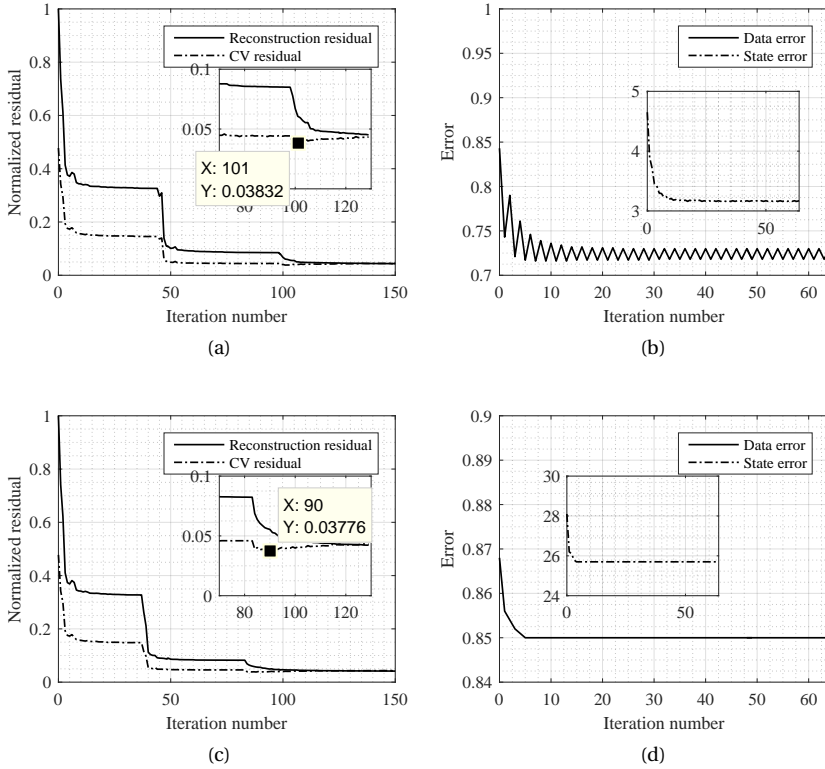 1
0.8
0.6
0.4
0.2
0
0
50
100
150
Normalized residual
Iteration number
Reconstruction residual
CV residual
0.1
0.05
0
80
100
120
X: 101
Y: 0.03832
(a)
1
0.95
0.9
0.85
0.8
0.75
0.7
0
10
20
30
40
50
60
Error
Iteration number
Data error
State error
5
4
3
0
50
(b)
1
0.8
0.6
0.4
0.2
0
0
50
100
150
Normalized residual
Iteration number
Reconstruction residual
CV residual
0.1
0.05
0
80
100
120
X: 90
Y: 0.03776
(c)
0.9
0.89
0.88
0.87
0.86
0.85
0.84
0
10
20
30
40
50
60
Error
Iteration number
Data error
State error
30
28
26
24
0
50
(d)